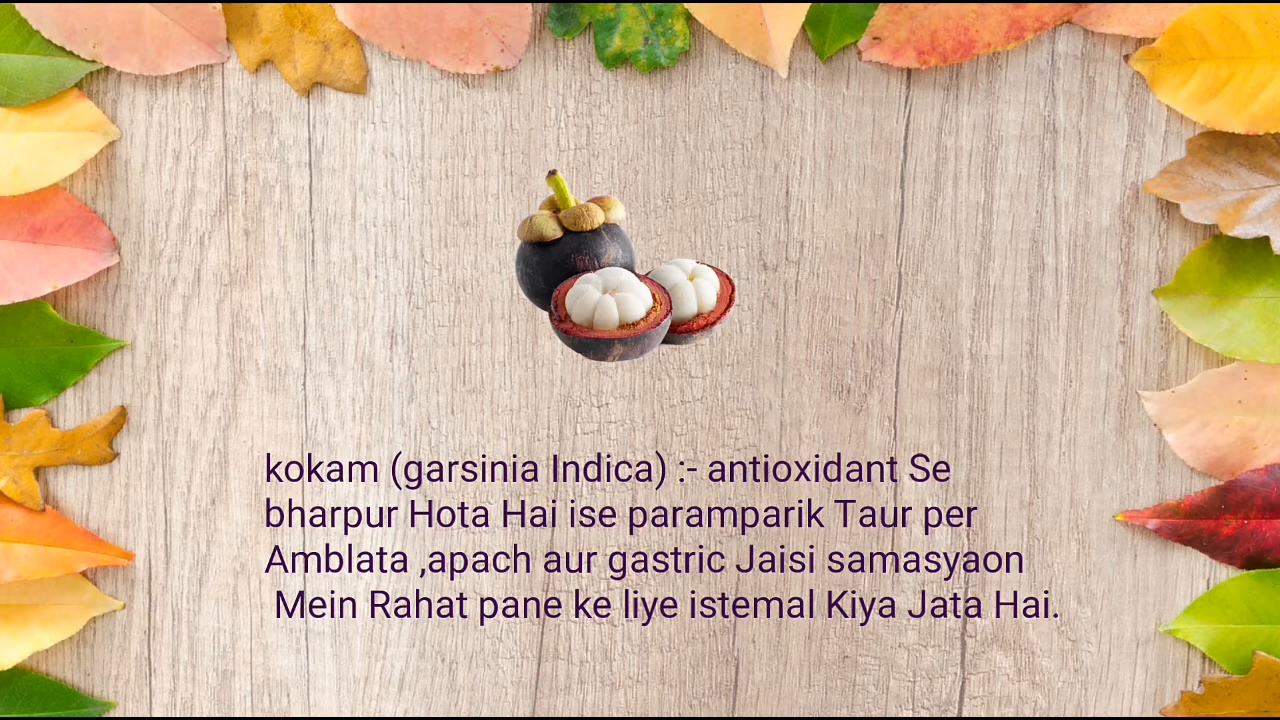 kokam (garsinia Indica) :- antioxidant Se
bharpur Hota Hai ise paramparik Taur per
Amblata ,apach aur gastric Jaisi samasyaon
Mein Rahat pane ke liye istemal Kiya Jata Hai.